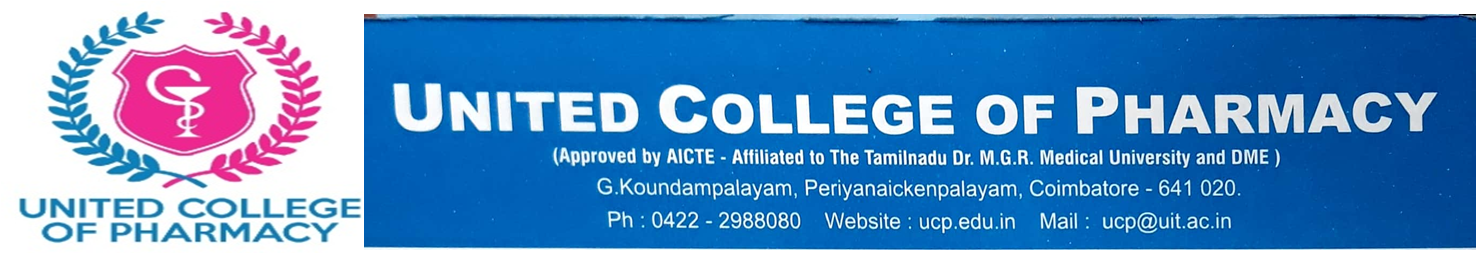 UNITED COLLEGE
OF PHARMACY
UNITED COLLEGE OF PHARMACY
(Approved by AICTE - Affiliated to The Tamilnadu Dr. M.G.R. Medical University and DME )
G.Koundampalayam, Periyanaickenpalayam, Coimbatore - 641 020.
Ph : 0422 - 2988080 Website : ucp.edu.in Mail : ucp@uit.ac.in